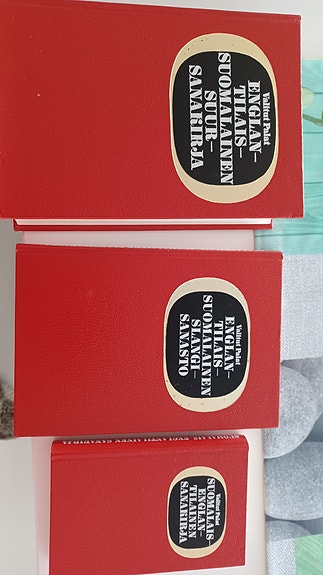 Valitut Palat
ENGLAN–
TILAIS–
SUOMALAINEN
SUUR–
SANAKIRJA
Valitut Palat
ENGLAN–
TILAIS–
SUOMALAINEN
SLANGI–
SANASTO
SUOMALAIS-ENGLANTILAINEN SANAKIRJA
Valitut Palat
SUOMALAIS–
ENGLAN–
TILAINEN
SANAKIRJA